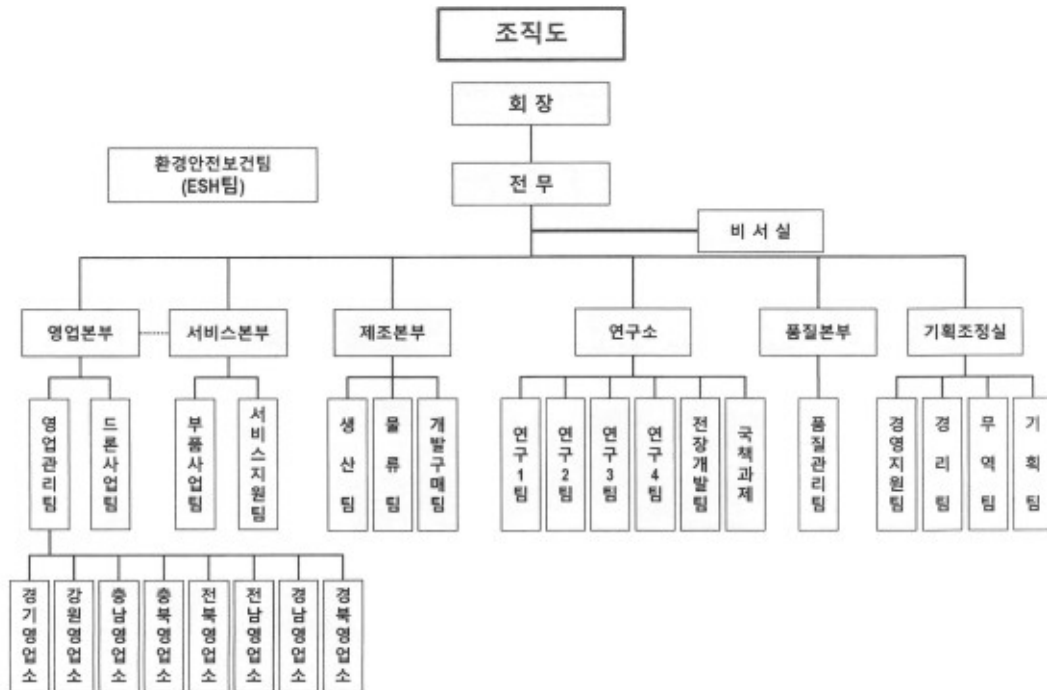 조직도
회 장
환경안전보건팀
(ESH팀)
전 무
비 서 실
영업본부
서비스본부
제조본부
연구소
품질본부
기획조정실
영업관리팀
드론사업팀
부품사업팀
서비스지원팀
생산팀
물류팀
개발구매팀
연구1팀
연구2팀
연구3팀
연구4팀
전장개발팀
국책과제
품질관리팀
경영지원팀
경리팀
무역팀
기획팀
경기영업소
강원영업소
충남영업소
충북영업소
전북영업소
전남영업소
경남영업소
경북영업소